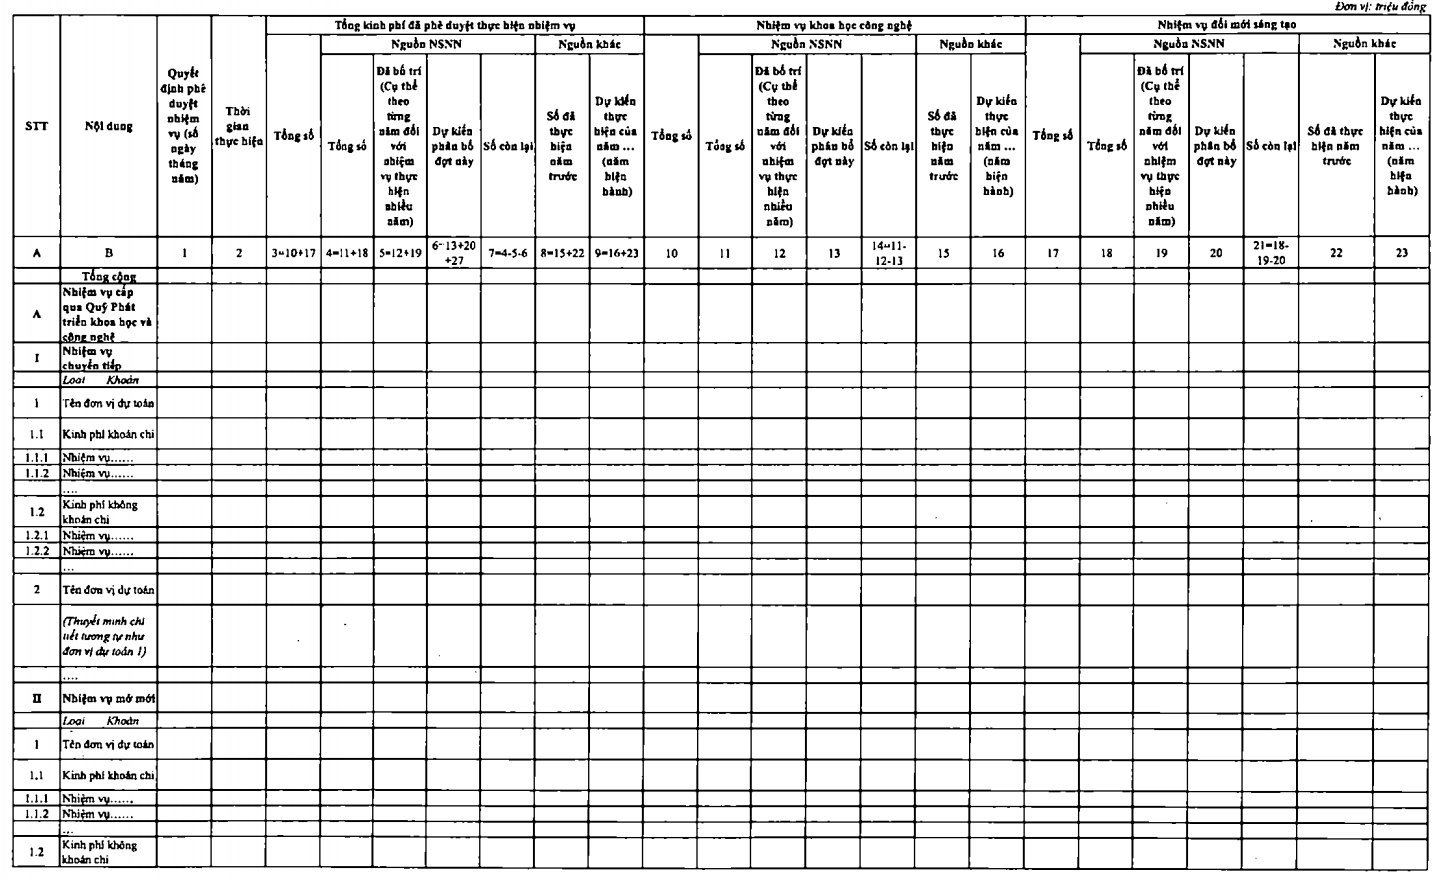 Đơn vị: triệu đồng
Tổng kinh phí đã phê duyệt thực hiện nhiệm vụ
Nhiệm vụ khoa học công nghệ
Nhiệm vụ đổi mới sáng tạo
Nguồn NSNN
Nguồn khác
Nguồn NSNN
Nguồn khác
Nguồn NSNN
Nguồn khác
STT
Nội dung
Quyết
định phê
duyệt
nhiệm
vụ (số
ngày
tháng
năm)
Thời
gian
thực hiện
Tổng số
Tổng số
Đã bố trí
(Cụ thể
theo
từng
năm đối
với
nhiệm
vụ thực
hiện
nhiều
năm)
Dự kiến
phân bổ
đợt này
Số còn lại
Số đã
thực
hiện
năm
trước
Dự kiến
thực
hiện của
năm ...
(năm
hiện
hành)
Tổng số
Tổng số
Đã bố trí
(Cụ thể
theo
từng
năm đối
với
nhiệm
vụ thực
hiện
nhiều
năm)
Dự kiến
phân bổ
đợt này
Số còn lại
Số đã
thực
hiện
năm
trước
Dự kiến
thực
hiện của
năm ...
(năm
hiện
hành)
Tổng số
Tổng số
Đã bố trí
(Cụ thể
theo
từng
năm đối
với
nhiệm
vụ thực
hiện
nhiều
năm)
Dự kiến
phân bổ
đợt này
Số còn lại
Số đã thực
hiện năm
trước
Dự kiến
thực
hiện của
năm ...
(năm
hiện
hành)
A B 1 2 3=10+17 4=11+18 5=12+19 6=13+20 +27 7=4-5-6 8=15+22 9=16+23 10 11 12 13 14=11- 12-13 15 16 17 18 19 20 21=18- 19-20 22 23
Tổng cộng
A Nhiệm vụ cấp
qua Quỹ Phát
triển khoa học và
công nghệ
I Nhiệm vụ
chuyển tiếp
Loại Khoản
1 Tên đơn vị dự toán
1.1 Kinh phí khoán chi
1.1.1 Nhiệm vụ......
1.1.2 Nhiệm vụ......
....
1.2 Kinh phí không
khoán chi
1.2.1 Nhiệm vụ......
1.2.2 Nhiệm vụ......
...
2 Tên đơn vị dự toán
(Thuyết minh chi
tiết tương tự như
đơn vị dự toán 1)
....
II Nhiệm vụ mở mới
Loại Khoản
1 Tên đơn vị dự toán
1.1 Kinh phí khoán chi
1.1.1 Nhiệm vụ......
1.1.2 Nhiệm vụ......
...
1.2 Kinh phí không
khoán chi